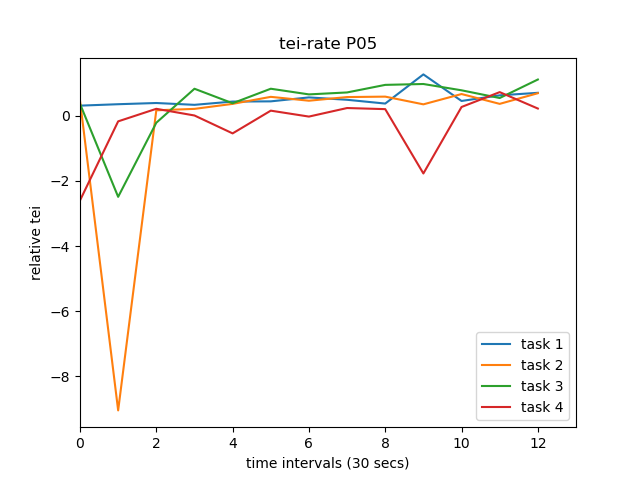 tei-rate P05
relative tei
0
−2
−4
−6
−8
0 2 4 6 8 10 12
time intervals (30 secs)
task 1
task 2
task 3
task 4